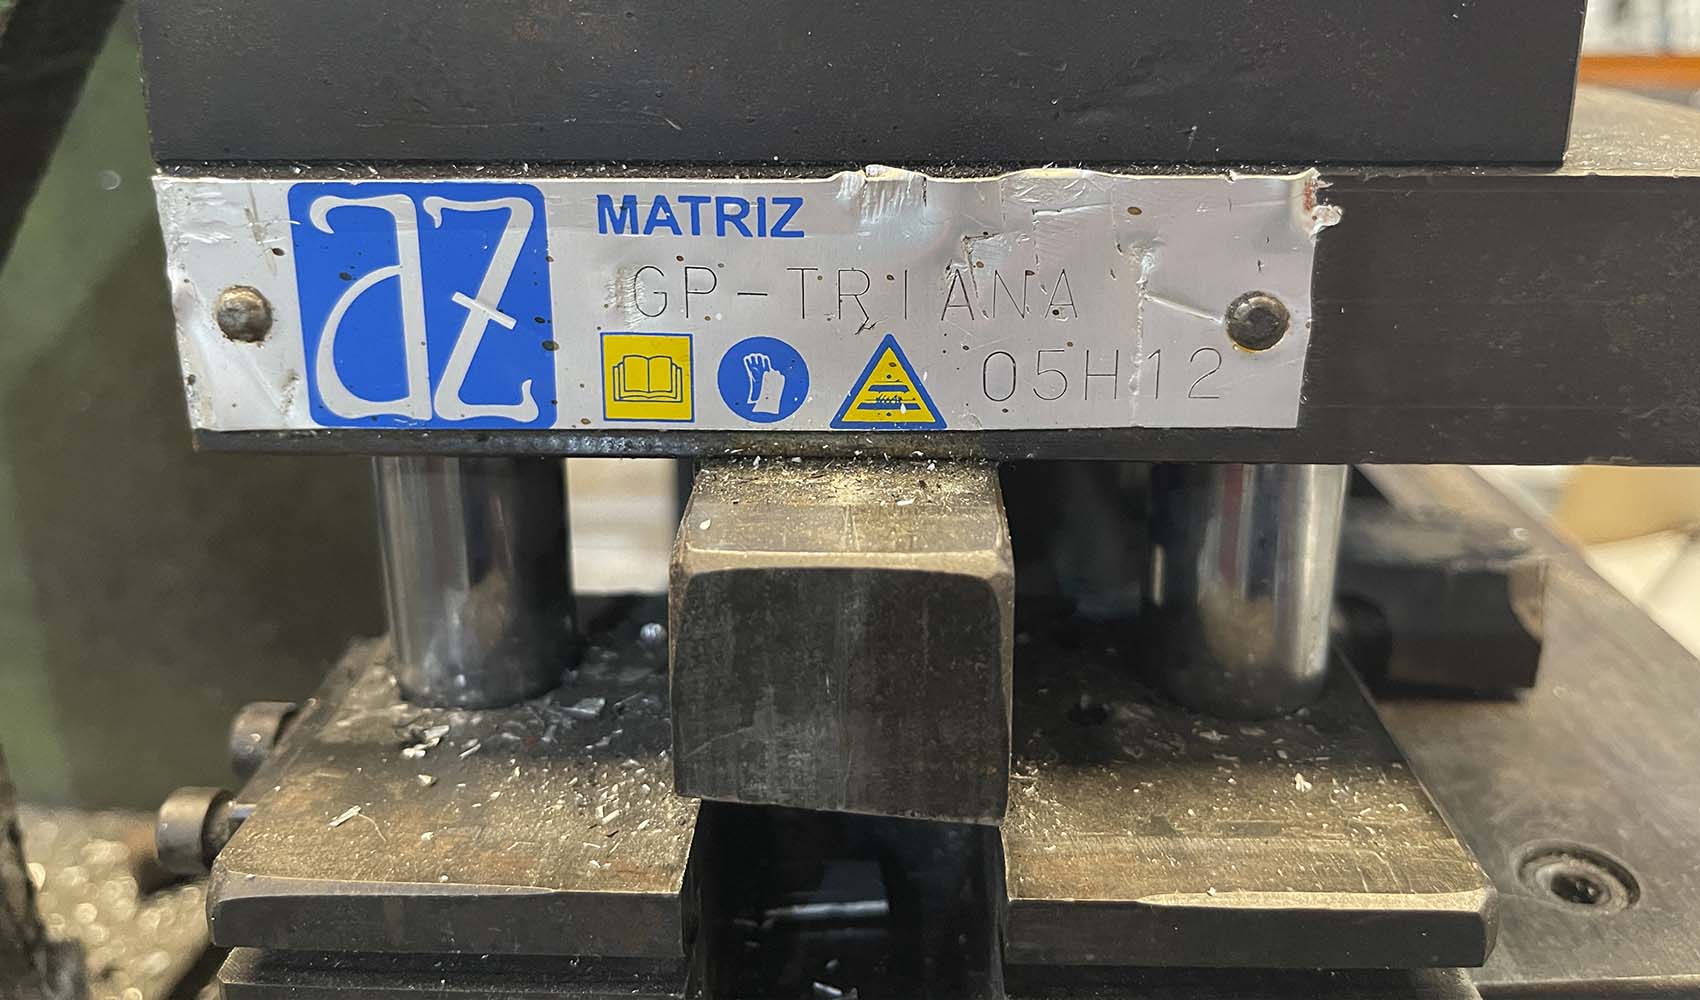 az
MATRIZ
GP-TRIANA
05H12